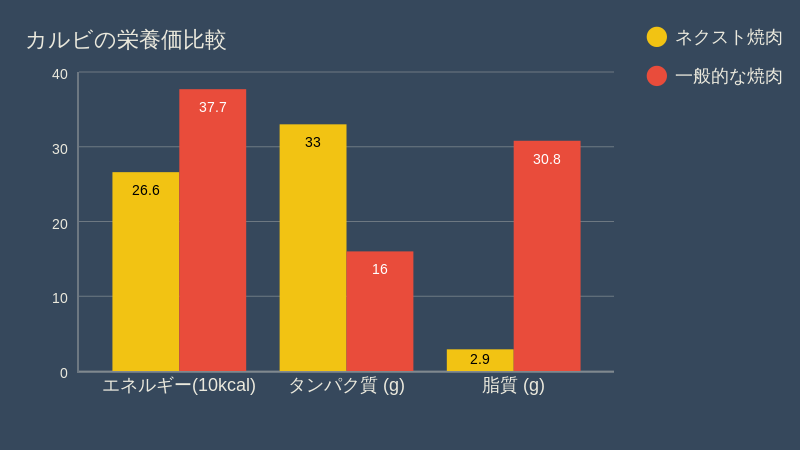 カルビの栄養価比較
ネクスト焼肉
一般的な焼肉
40
30
20
10
0
26.6
37.7
33
16
2.9
30.8
エネルギー(10kcal)
タンパク質 (g)
脂質 (g)